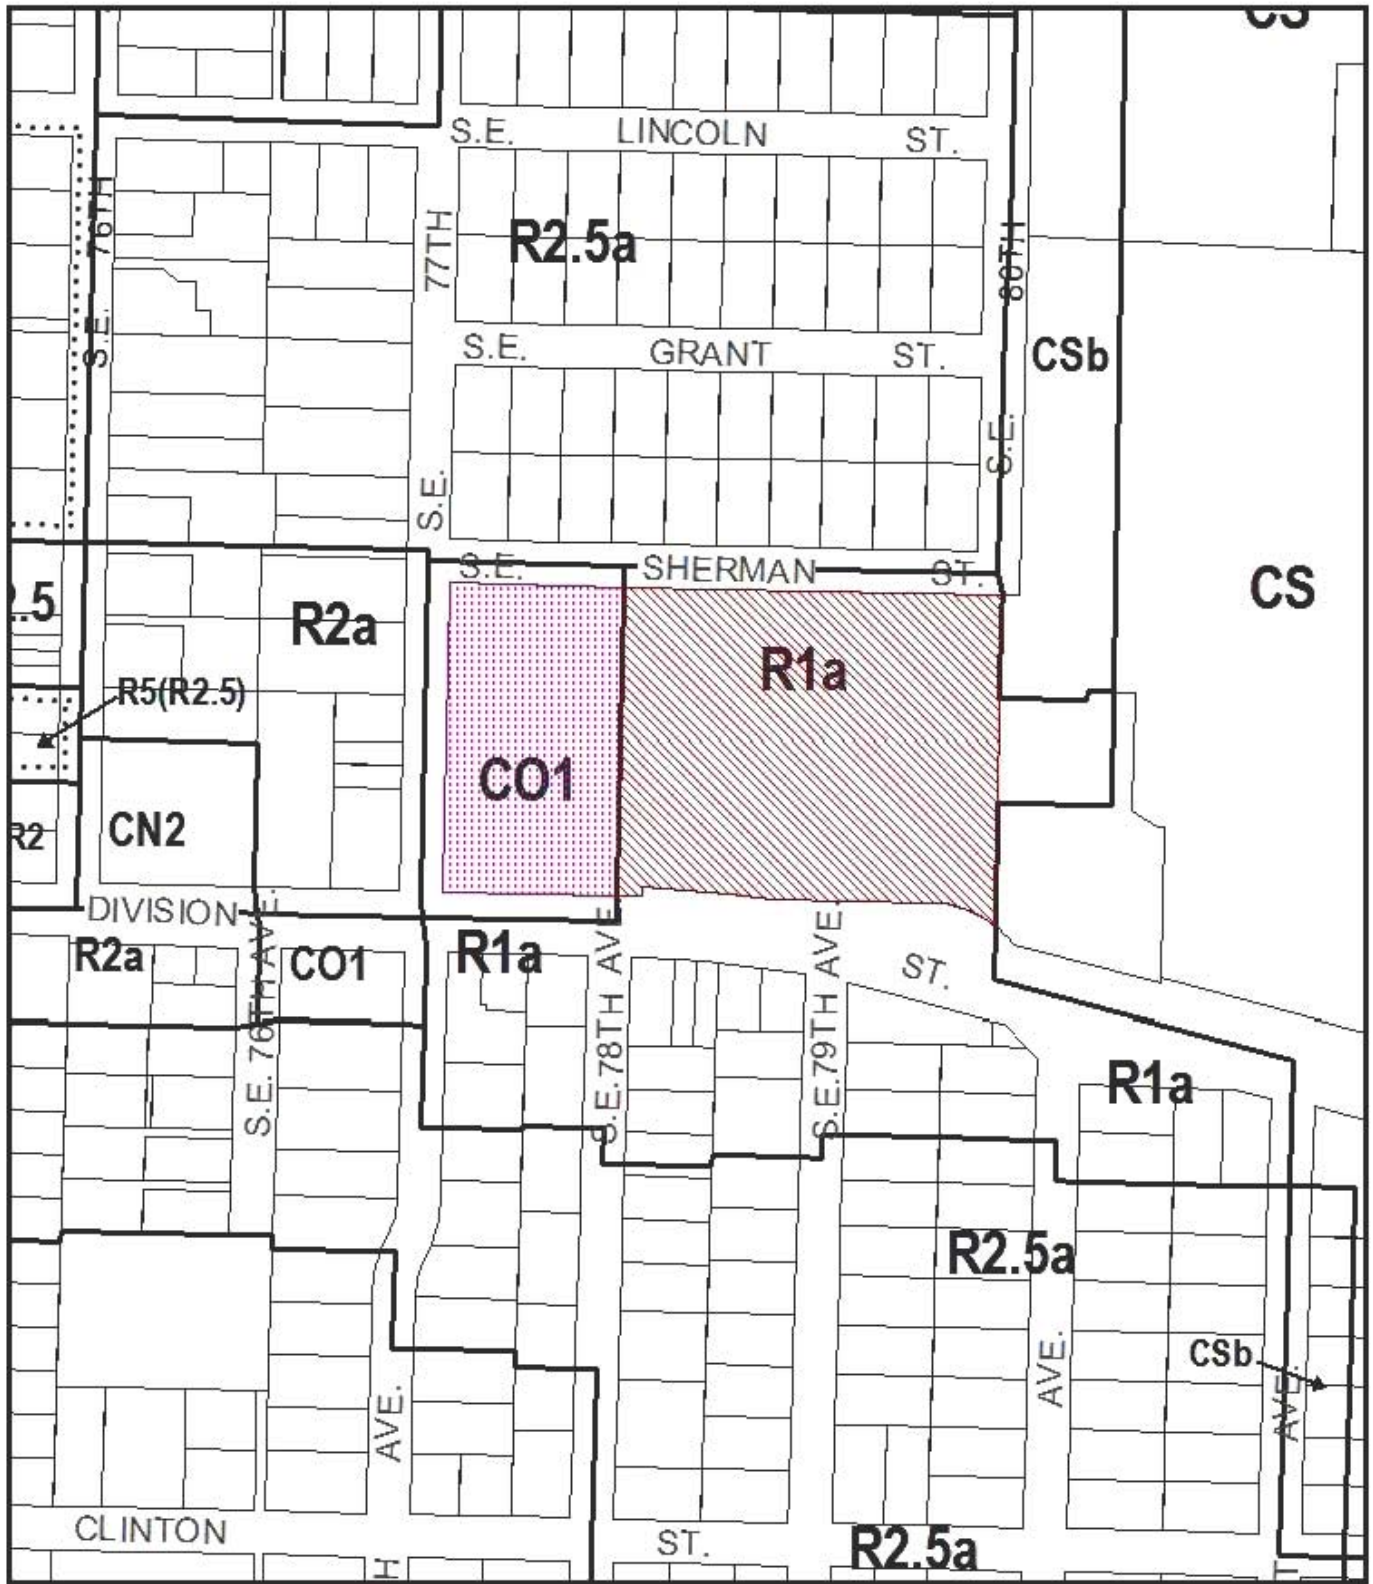 CS
S.E. LINCOLN ST.
S.E. 76TH
77TH
R2.5a
80TH
S.E. GRANT ST.
CSb
S.E.
S.E.
S.E. SHERMAN ST.
CS
.5
R2a
R1a
R5(R2.5)
CO1
CN2
R2
DIVISION
R2a
CO1
R1a
ST.
S.E. 76TH AVE.
S.E. 78TH AVE.
S.E. 79TH AVE.
R1a
R2.5a
CSb
AVE.
AVE.
AVE.
CLINTON ST.
R2.5a
H
T